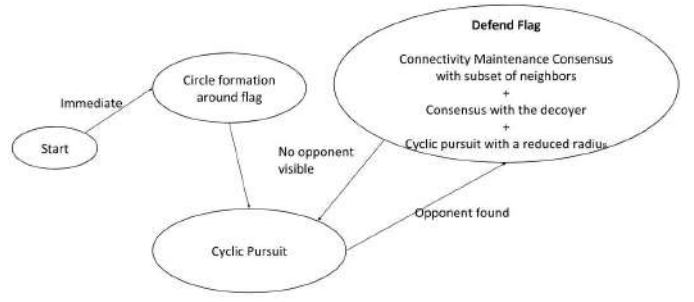 Defend Flag
Connectivity Maintenance Consensus
with subset of neighbors
+
Consensus with the decoyer
+
Cyclic pursuit with a reduced radius
Circle formation
around flag
Immediate
Start
No opponent
visible
Opponent found
Cyclic Pursuit